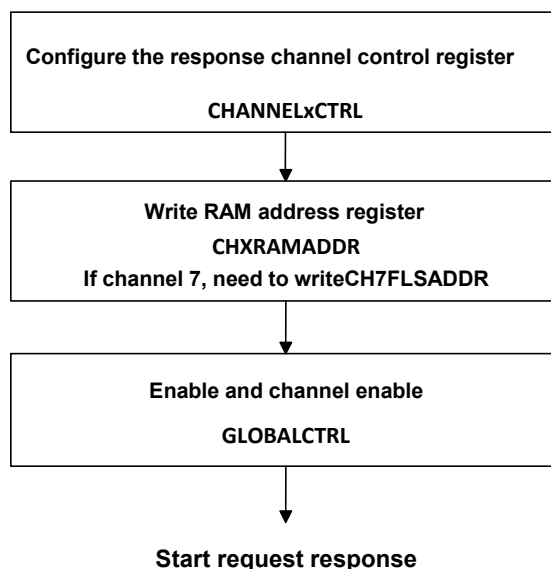 Configure the response channel control register
CHANNELxCTRL
Write RAM address register
CHXRAMADDR
If channel 7, need to writeCH7FLSADDR
Enable and channel enable
GLOBALCTRL
Start request response